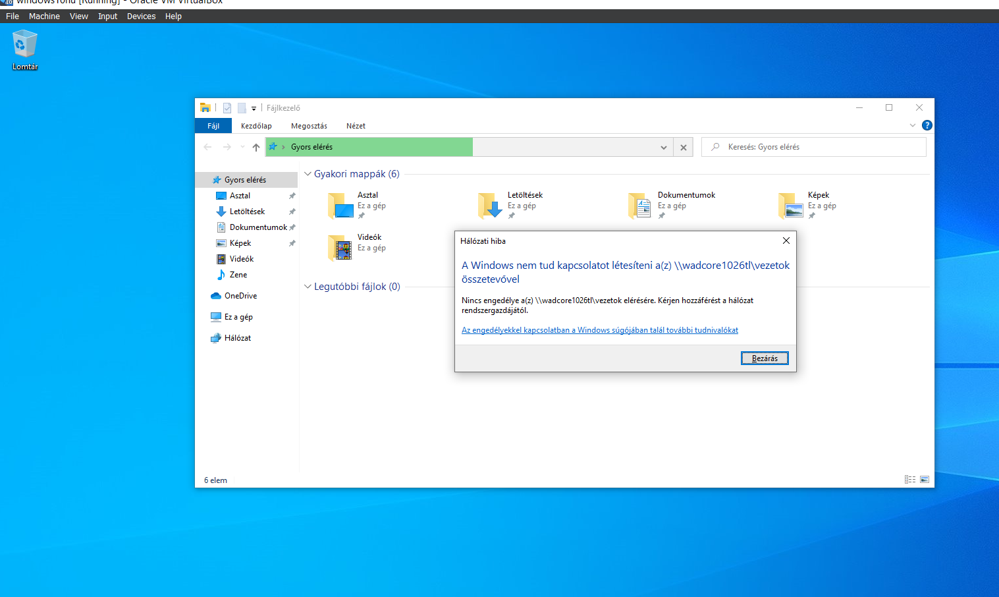 [Running] - Oracle VM VirtualBox
File Machine View Input Devices Help
Lomtár
Fájlkezelő
Fájl Kezdőlap Megosztás Nézet
Gyors elérés
Keresés: Gyors elérés
Gyors elérés
Asztal
Letöltések
Dokumentumok
Képek
Videók
Zene
OneDrive
Ez a gép
Hálózat
Gyakori mappák (6)
Asztal
Ez a gép
Letöltések
Ez a gép
Dokumentumok
Ez a gép
Képek
Ez a gép
Videók
Ez a gép
Legutóbbi fájlok (0)
Hálózati hiba
A Windows nem tud kapcsolatot létesíteni a(z) \\wadcore1026tl\vezetok
összetevővel
Nincs engedélye a(z) \\wadcore1026tl\vezetok elérésére. Kérjen hozzáférést a hálózat
rendszergazdájától.
Az engedélyekkel kapcsolatban a Windows súgójában talál további tudnivalókat
Bezárás
6 elem